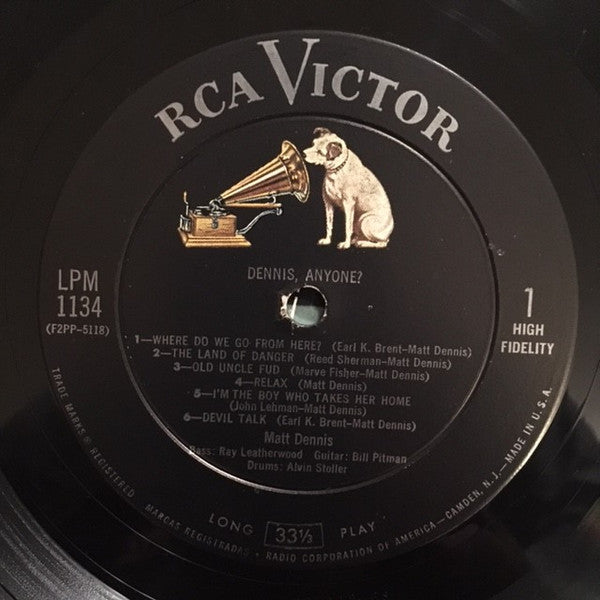 RCA VICTOR
DENNIS, ANYONE?
LPM
1134
(F2PP-5118)
1
HIGH
FIDELITY
1—WHERE DO WE GO FROM HERE? (Earl K. Brent–Matt Dennis)
2—THE LAND OF DANGER (Reed Sherman–Matt Dennis)
3—OLD UNCLE FUD (Marve Fisher–Matt Dennis)
4—RELAX (Matt Dennis)
5—I'M THE BOY WHO TAKES HER HOME
(John Lehman–Matt Dennis)
6—DEVIL TALK (Earl K. Brent–Matt Dennis)
Matt Dennis
Bass: Ray Leatherwood Guitar: Bill Pitman
Drums: Alvin Stoller
LONG 33⅓ PLAY
TRADE MARKS ® REGISTERED MARCAS REGISTRADAS • RADIO CORPORATION OF AMERICA—CAMDEN, N.J.—MADE IN U.S.A.